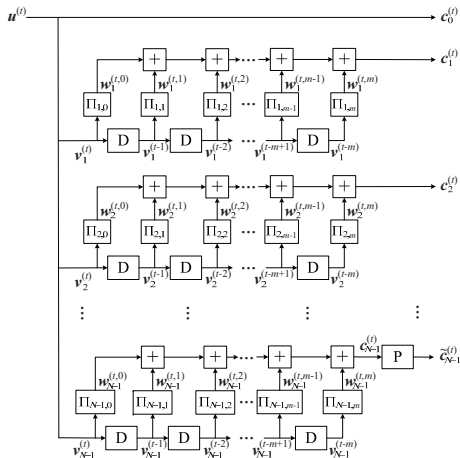 u^(t) c_0^(t)
+ + ... + + c_1^(t)
w_1^(t,0) w_1^(t,1) w_1^(t,2) w_1^(t,m-1) w_1^(t,m)
Π_1,0 Π_1,1 Π_1,2 ... Π_1,m-1 Π_1,m
D D ... D
v_1^(t) v_1^(t-1) v_1^(t-2) v_1^(t-m+1) v_1^(t-m)
+ + ... + + c_2^(t)
w_2^(t,0) w_2^(t,1) w_2^(t,2) w_2^(t,m-1) w_2^(t,m)
Π_2,0 Π_2,1 Π_2,2 ... Π_2,m-1 Π_2,m
D D ... D
v_2^(t) v_2^(t-1) v_2^(t-2) v_2^(t-m+1) v_2^(t-m)
⋮ ⋮ ⋮ ⋮
c_N-1^(t)
+ + ... + + P c̃_N-1^(t)
w_N-1^(t,0) w_N-1^(t,1) w_N-1^(t,2) w_N-1^(t,m-1) w_N-1^(t,m)
Π_N-1,0 Π_N-1,1 Π_N-1,2 ... Π_N-1,m-1 Π_N-1,m
D D ... D
v_N-1^(t) v_N-1^(t-1) v_N-1^(t-2) v_N-1^(t-m+1) v_N-1^(t-m)